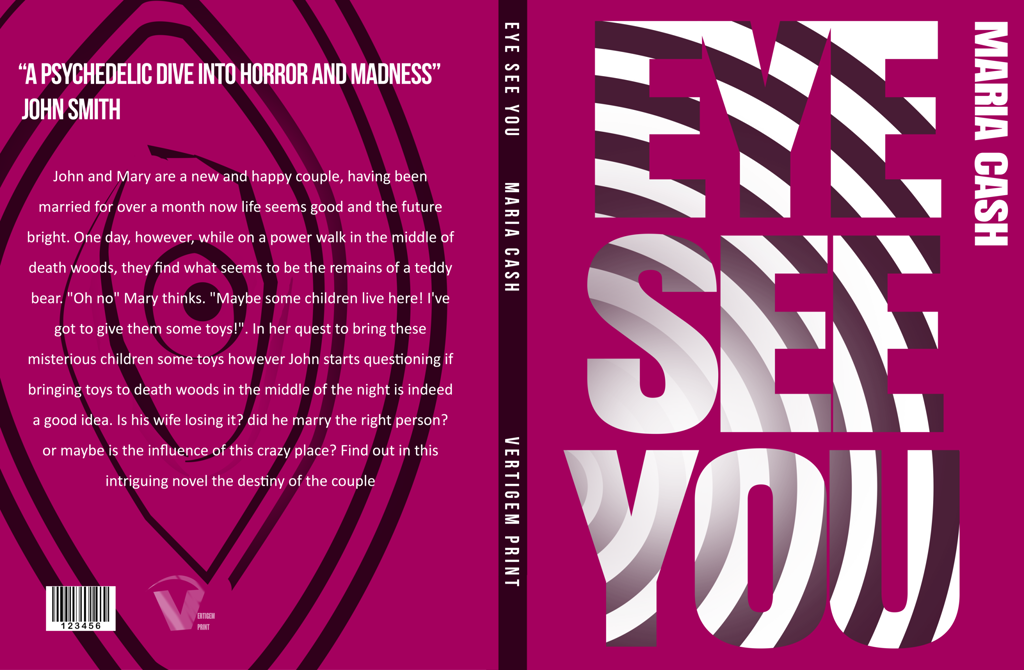 “A PSYCHEDELIC DIVE INTO HORROR AND MADNESS”
JOHN SMITH
John and Mary are a new and happy couple, having been
married for over a month now life seems good and the future
bright. One day, however, while on a power walk in the middle of
death woods, they find what seems to be the remains of a teddy
bear. "Oh no" Mary thinks. "Maybe some children live here! I've
got to give them some toys!". In her quest to bring these
misterious children some toys however John starts questioning if
bringing toys to death woods in the middle of the night is indeed
a good idea. Is his wife losing it? did he marry the right person?
or maybe is the influence of this crazy place? Find out in this
intriguing novel the destiny of the couple
123456
VERTIGEM
PRINT
EYE SEE YOU MARIA CASH VERTIGEM PRINT
EYE
SEE
YOU
MARIA CASH